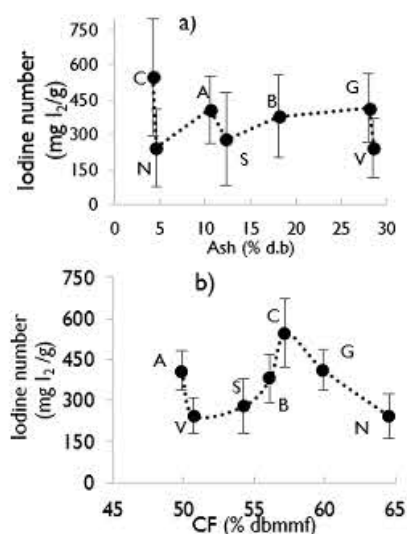 a)
Iodine number
(mg I₂/g)
750
600
450
300
150
0
C
N
A
S
B
G
V
0 5 10 15 20 25 30
Ash (% d.b)
b)
Iodine number
(mg I₂/g)
750
600
450
300
150
0
A
V
S
B
C
G
N
45 50 55 60 65
CF (% dbmmf)